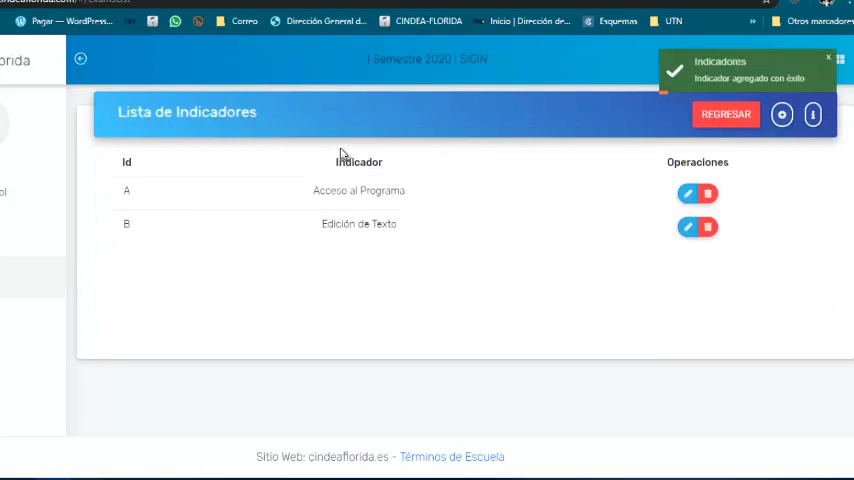 Pagar — WordPress...
Correo
Dirección General d...
CINDEA-FLORIDA
Inicio | Dirección de...
Esquemas
UTN
»
Otros marcadores
orida
I Semestre 2020 | SICIN
Indicadores
x
Indicador agregado con éxito
Lista de Indicadores
REGRESAR
Id
Indicador
Operaciones
A
Acceso al Programa
B
Edición de Texto
Sitio Web: cindeaflorida.es - Términos de Escuela